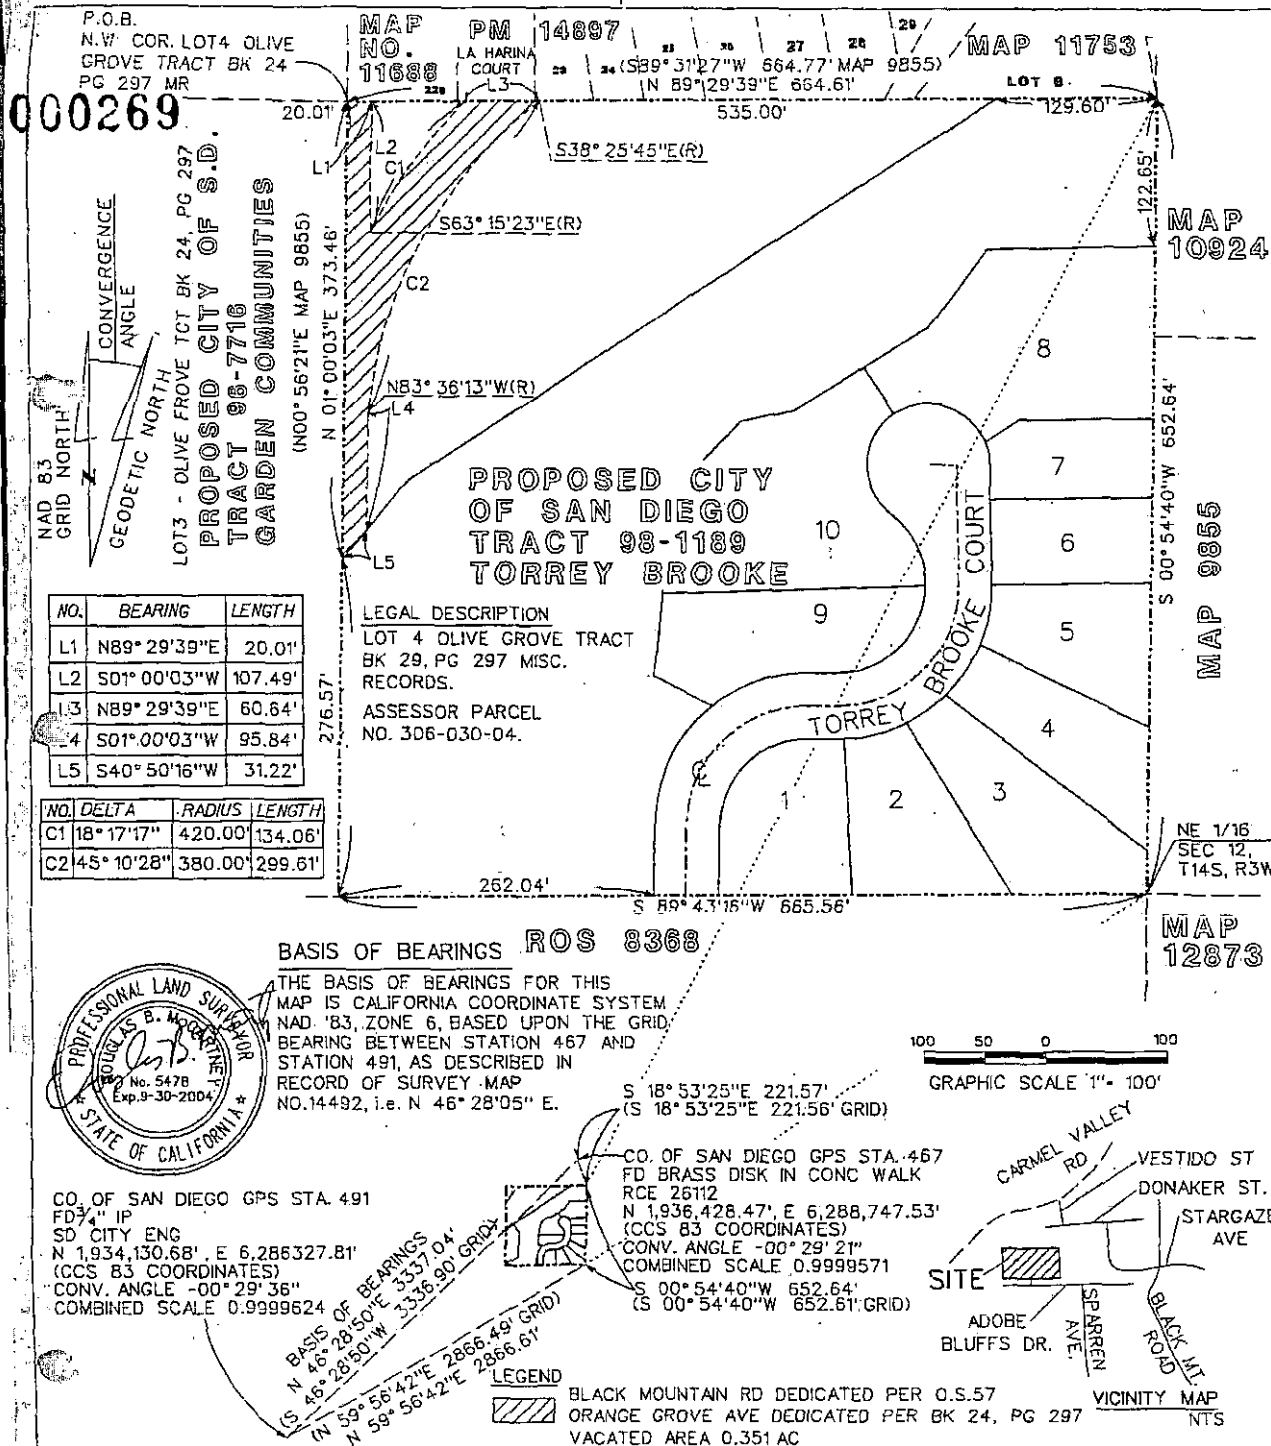 P.O.B.
N.W COR. LOT4 OLIVE
GROVE TRACT BK 24
PG 297 MR
000269
MAP
NO.
11688
PM 14897
LA HARINA
COURT
L3
23
24
25
26
27
28
29
MAP 11753
(S89°31'27"W 664.77' MAP 9855)
N 89°29'39"E 664.61'
LOT B
20.01'
535.00'
129.60'
L1
L2
C1
S38° 25'45"E(R)
S63° 15'23"E(R)
C2
N83° 36'13"W(R)
L4
L5
122.65'
MAP
10924
CONVERGENCE
ANGLE
NAD 83
GRID NORTH
GEODETIC NORTH
LOT3 - OLIVE FROVE TCT BK 24, PG 297
PROPOSED CITY OF S.D.
TRACT 96-7716
GARDEN COMMUNITIES
(N00°56'21"E MAP 9855)
N 01°00'03"E 373.46'
PROPOSED CITY
OF SAN DIEGO
TRACT 98-1189
TORREY BROOKE
8
7
6
5
4
3
2
1
10
9
TORREY BROOKE COURT
S 00°54'40"W 652.64'
MAP 9855
NO. BEARING LENGTH
L1 N89°29'39"E 20.01'
L2 S01°00'03"W 107.49'
L3 N89°29'39"E 60.64'
L4 S01°00'03"W 95.84'
L5 S40°50'16"W 31.22'
NO. DELTA RADIUS LENGTH
C1 18°17'17" 420.00' 134.06'
C2 45°10'28" 380.00' 299.61'
276.57'
LEGAL DESCRIPTION
LOT 4 OLIVE GROVE TRACT
BK 29, PG 297 MISC.
RECORDS.
ASSESSOR PARCEL
NO. 306-030-04.
NE 1/16
SEC 12,
T14S, R3W
262.04'
S 89°43'16"W 665.56'
MAP
12873
BASIS OF BEARINGS
ROS 8368
THE BASIS OF BEARINGS FOR THIS
MAP IS CALIFORNIA COORDINATE SYSTEM
NAD '83, ZONE 6, BASED UPON THE GRID
BEARING BETWEEN STATION 467 AND
STATION 491, AS DESCRIBED IN
RECORD OF SURVEY MAP
NO.14492, i.e. N 46°28'05" E.
PROFESSIONAL LAND SURVEYOR
DOUGLAS B. McCARTNEY
No. 5478
Exp.9-30-2004
STATE OF CALIFORNIA
100 50 0 100
GRAPHIC SCALE 1"= 100'
S 18°53'25"E 221.57'
(S 18°53'25"E 221.56' GRID)
CO. OF SAN DIEGO GPS STA. 467
FD BRASS DISK IN CONC WALK
RCE 26112
N 1,936,428.47', E 6,288,747.53'
(CCS 83 COORDINATES)
CONV. ANGLE -00°29'21"
COMBINED SCALE 0.9999571
S 00°54'40"W 652.64'
(S 00°54'40"W 652.61' GRID)
CO. OF SAN DIEGO GPS STA. 491
FD 3/4" IP
SD CITY ENG
N 1,934,130.68', E 6,286327.81'
(CCS 83 COORDINATES)
CONV. ANGLE -00°29'36"
COMBINED SCALE 0.9999624
BASIS OF BEARINGS
N 46°28'50"E 3337.04'
(S 46°28'50"W 3336.90' GRID)
(N 59°56'42"E 2866.49' GRID)
N 59°56'42"E 2866.61'
CARMEL VALLEY
RD
VESTIDO ST
DONAKER ST.
STARGAZE
AVE
SITE
ADOBE
BLUFFS DR.
SPARREN
AVE.
BLACK MT.
ROAD
VICINITY MAP
NTS
LEGEND
BLACK MOUNTAIN RD DEDICATED PER O.S.57
ORANGE GROVE AVE DEDICATED PER BK 24, PG 297
VACATED AREA 0.351 AC